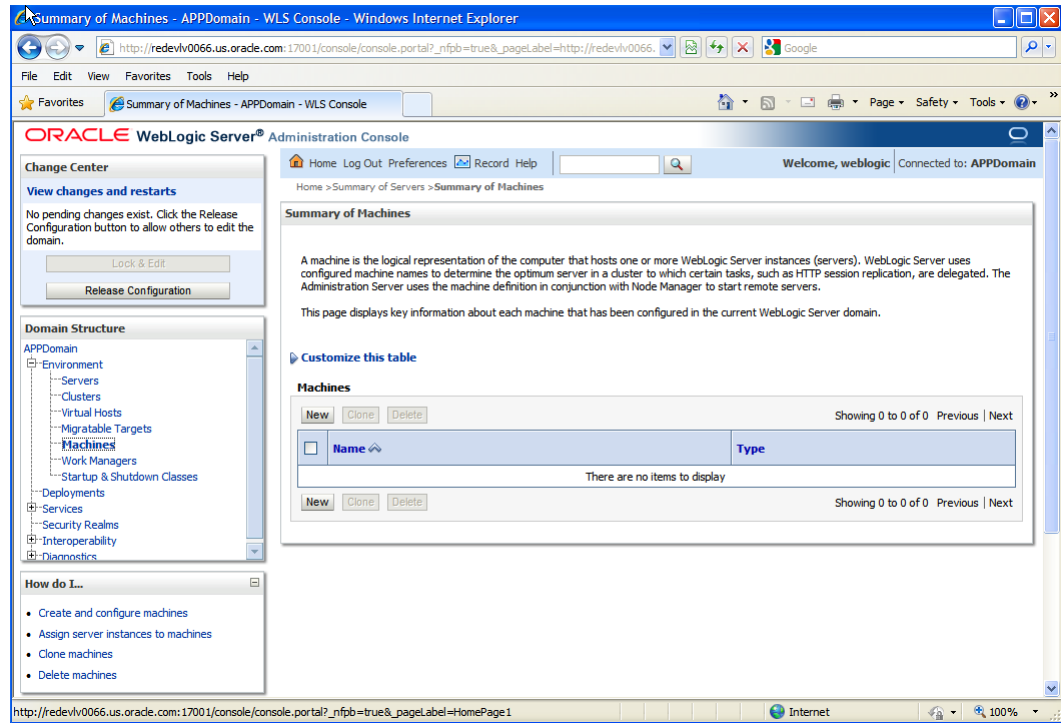 Summary of Machines - APPDomain - WLS Console - Windows Internet Explorer
http://redevlv0066.us.oracle.com:17001/console/console.portal?_nfpb=true&_pageLabel=http://redevlv0066.
Google
File Edit View Favorites Tools Help
Favorites
Summary of Machines - APPDomain - WLS Console
Page Safety Tools
»
ORACLE WebLogic Server® Administration Console
Change Center
View changes and restarts
No pending changes exist. Click the Release
Configuration button to allow others to edit the
domain.
Lock & Edit
Release Configuration
Domain Structure
APPDomain
Environment
Servers
Clusters
Virtual Hosts
Migratable Targets
Machines
Work Managers
Startup & Shutdown Classes
Deployments
Services
Security Realms
Interoperability
Diagnostics
How do I...
• Create and configure machines
• Assign server instances to machines
• Clone machines
• Delete machines
Home Log Out Preferences Record Help
Welcome, weblogic Connected to: APPDomain
Home >Summary of Servers >Summary of Machines
Summary of Machines
A machine is the logical representation of the computer that hosts one or more WebLogic Server instances (servers). WebLogic Server uses
configured machine names to determine the optimum server in a cluster to which certain tasks, such as HTTP session replication, are delegated. The
Administration Server uses the machine definition in conjunction with Node Manager to start remote servers.
This page displays key information about each machine that has been configured in the current WebLogic Server domain.
Customize this table
Machines
New Clone Delete Showing 0 to 0 of 0 Previous | Next
Name Type
There are no items to display
New Clone Delete Showing 0 to 0 of 0 Previous | Next
http://redevlv0066.us.oracle.com:17001/console/console.portal?_nfpb=true&_pageLabel=HomePage1
Internet
100%